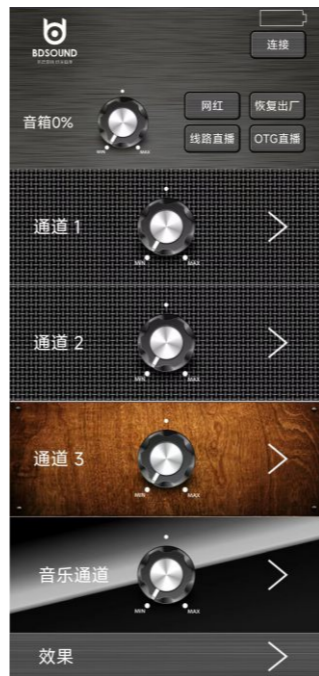 BDSOUND
连接
音箱0%
网红
恢复出厂
线路直播
OTG直播
MIN MAX
通道 1
MIN MAX
通道 2
MIN MAX
通道 3
MIN MAX
音乐通道
MIN MAX
效果